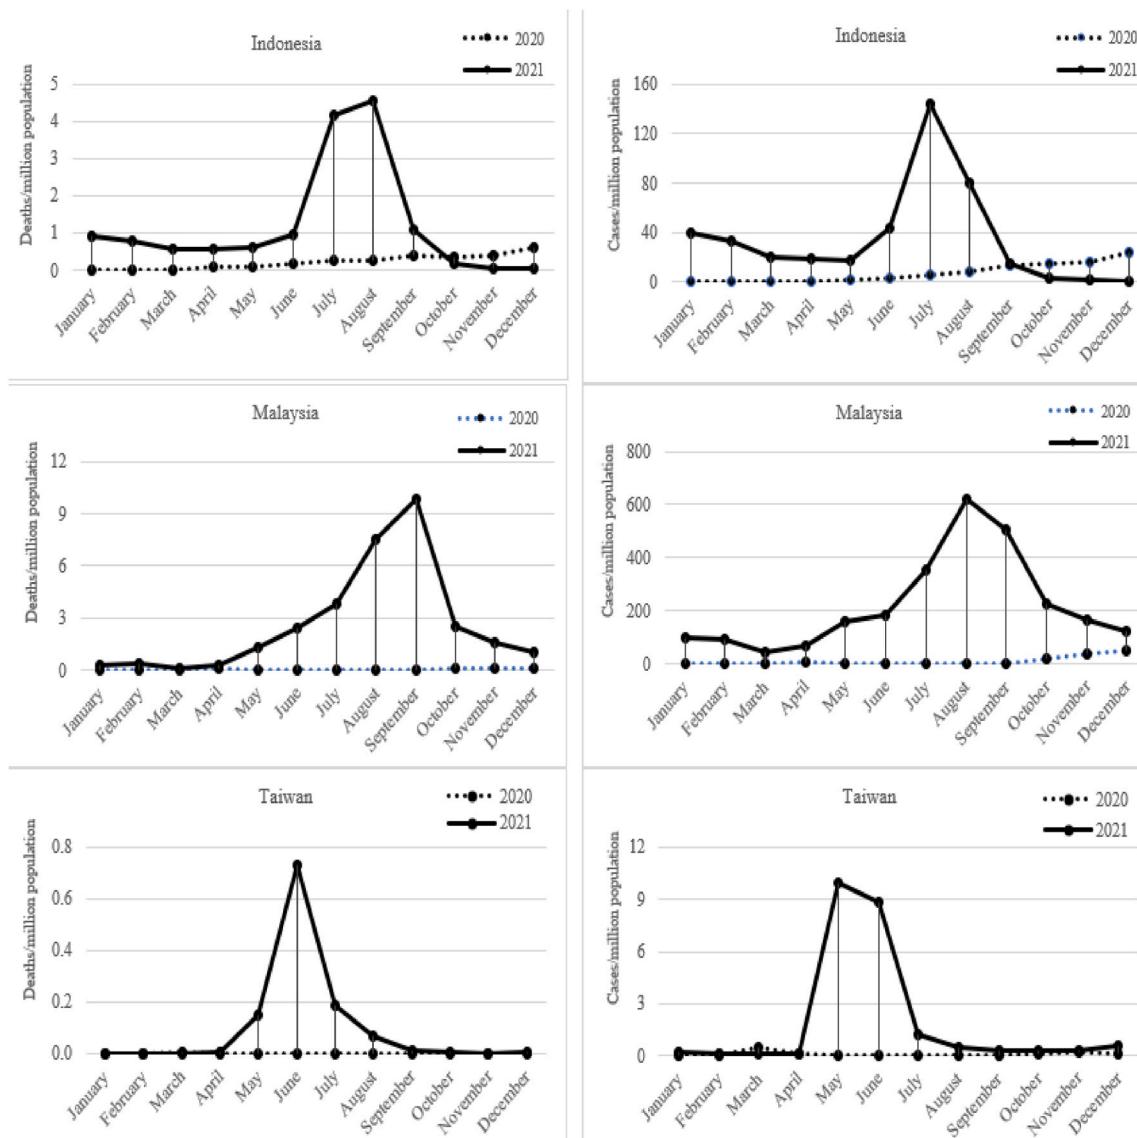 Indonesia
2020
2021
Deaths/million population
5
4
3
2
1
0
January
February
March
April
May
June
July
August
September
October
November
December
Indonesia
2020
2021
Cases/million population
160
120
80
40
0
January
February
March
April
May
June
July
August
September
October
November
December
Malaysia
2020
2021
Deaths/million population
12
9
6
3
0
January
February
March
April
May
June
July
August
September
October
November
December
Malaysia
2020
2021
Cases/million population
800
600
400
200
0
January
February
March
April
May
June
July
August
September
October
November
December
Taiwan
2020
2021
Deaths/million population
0.8
0.6
0.4
0.2
0.0
January
February
March
April
May
June
July
August
September
October
November
December
Taiwan
2020
2021
Cases/million population
12
9
6
3
0
January
February
March
April
May
June
July
August
September
October
November
December